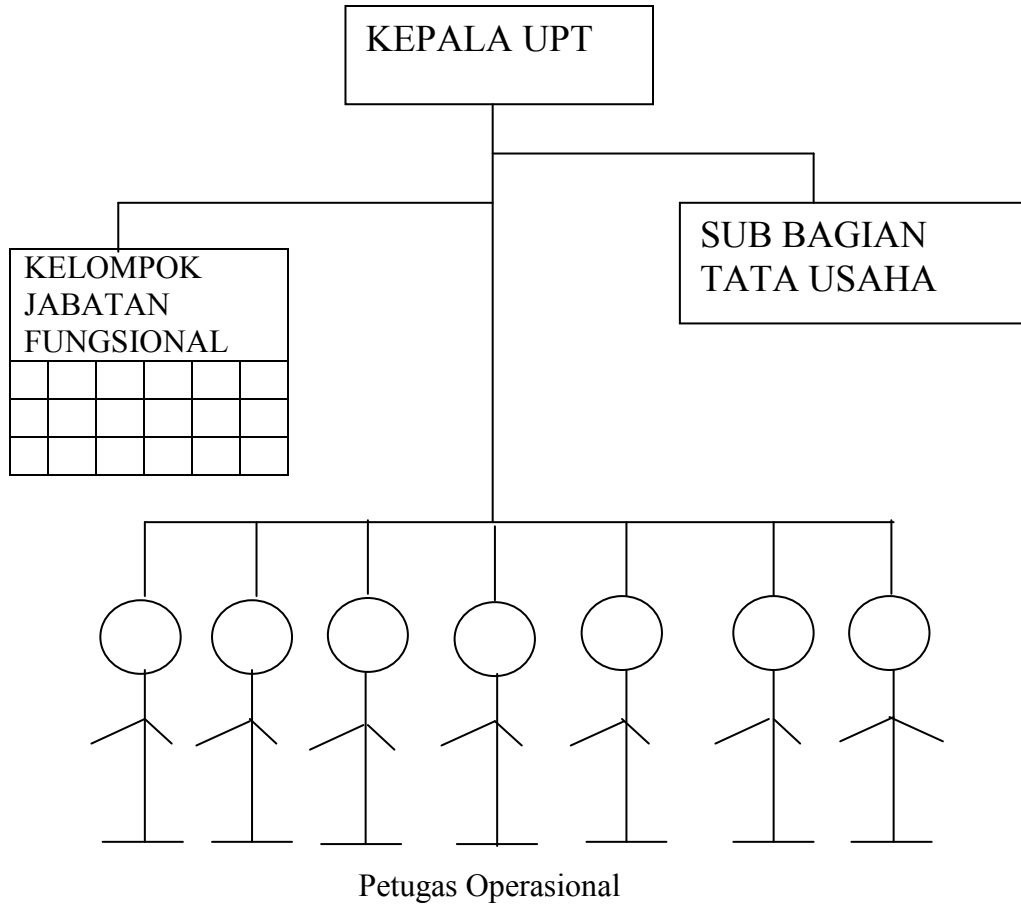 KEPALA UPT
SUB BAGIAN
TATA USAHA
KELOMPOK
JABATAN
FUNGSIONAL
Petugas Operasional